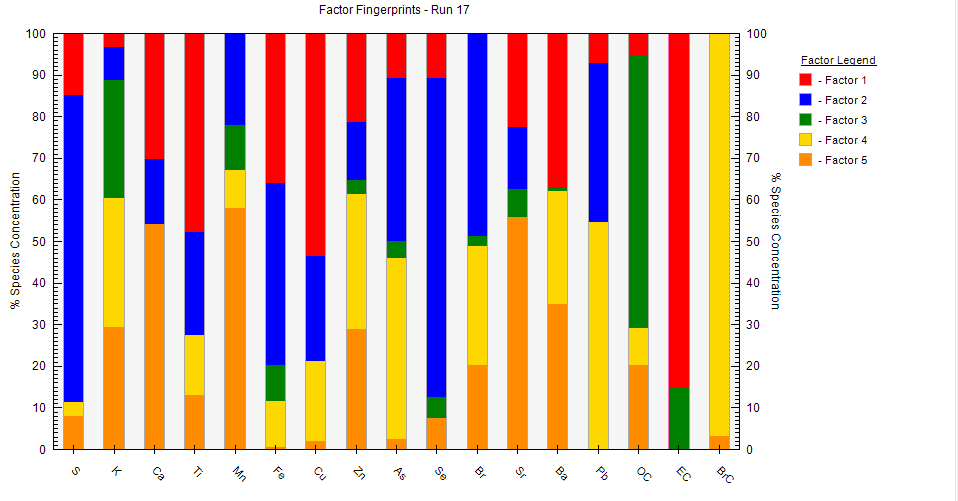 Factor Fingerprints - Run 17
100 100
90 90
80 80
70 70
60 60
50 50
40 40
30 30
20 20
10 10
0 0
% Species Concentration
% Species Concentration
S K Ca Ti Mn Fe Cu Zn As Se Br Sr Ba Pb OC EC BrC
Factor Legend
- Factor 1
- Factor 2
- Factor 3
- Factor 4
- Factor 5